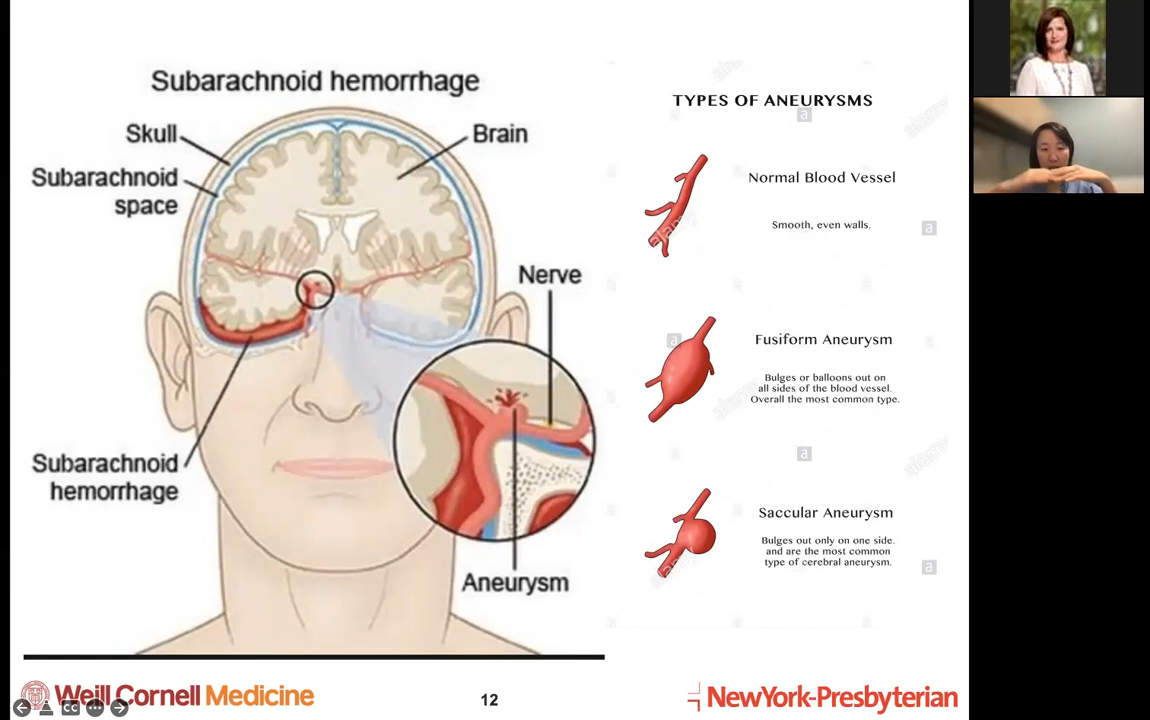 Subarachnoid hemorrhage
Skull
Brain
Subarachnoid
space
Nerve
Subarachnoid
hemorrhage
Aneurysm
TYPES OF ANEURYSMS
a
alamy
Normal Blood Vessel
Smooth, even walls.
a
Fusiform Aneurysm
a
Bulges or balloons out on
all sides of the blood vessel.
Overall the most common type.
a
Saccular Aneurysm
Bulges out only on one side.
and are the most common
type of cerebral aneurysm.
a
Weill Cornell Medicine
CC
12
NewYork-Presbyterian